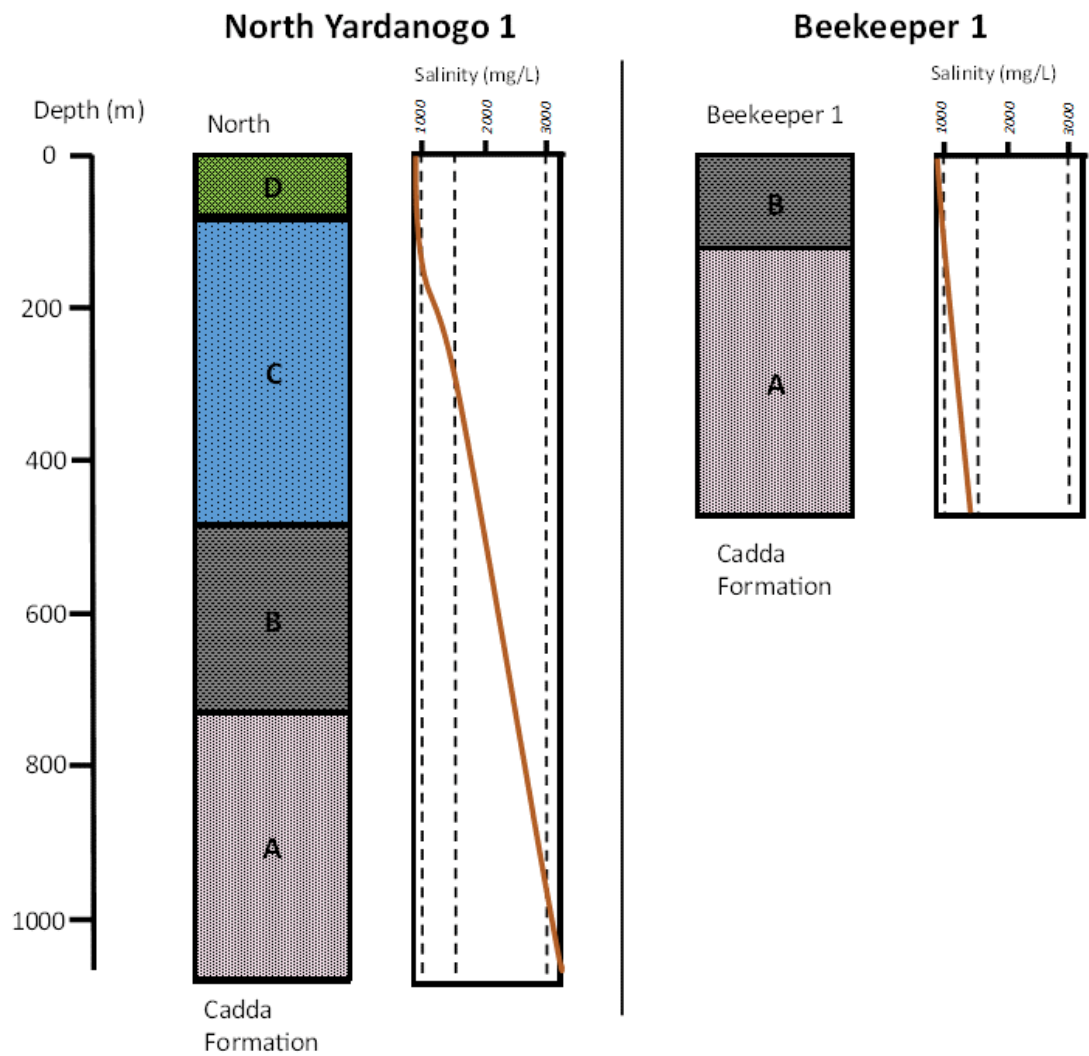 North Yardanogo 1
Beekeeper 1
Salinity (mg/L)
Salinity (mg/L)
Depth (m)
North
1000
2000
3000
Beekeeper 1
1000
2000
3000
0
D
B
200
C
A
400
Cadda
Formation
600
B
800
A
1000
Cadda
Formation